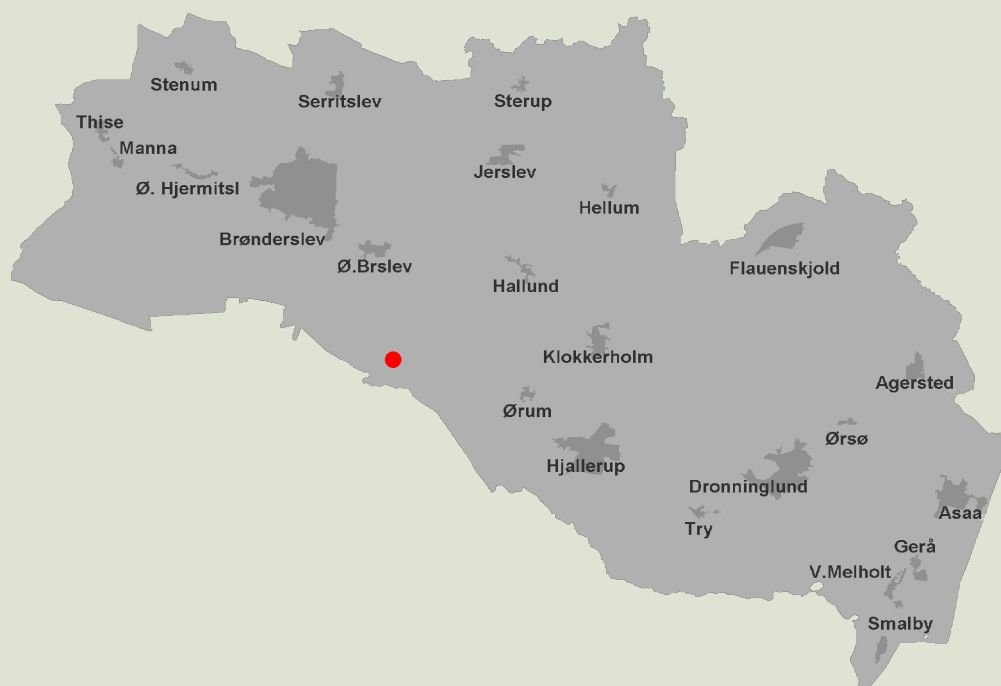 Stenum
Serritslev
Sterup
Thise
Manna
Jerslev
Ø. Hjermitsl
Hellum
Brønderslev
Ø.Brslev
Flauenskjold
Hallund
Klokkerholm
Agersted
Ørum
Ørsø
Hjallerup
Dronninglund
Asaa
Try
Gerå
V.Melholt
Smalby